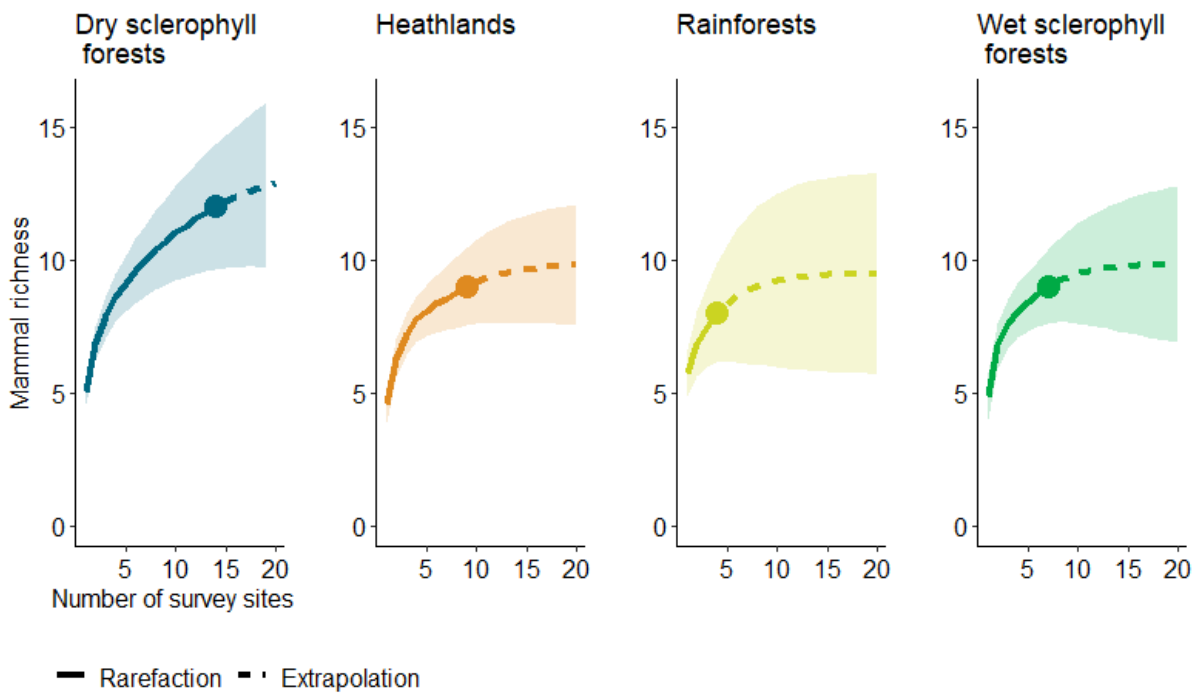 Dry sclerophyll
forests
Heathlands
Rainforests
Wet sclerophyll
forests
Mammal richness
15
10
5
0
5 10 15 20
15
10
5
0
5 10 15 20
15
10
5
0
5 10 15 20
15
10
5
0
5 10 15 20
Number of survey sites
Rarefaction
Extrapolation